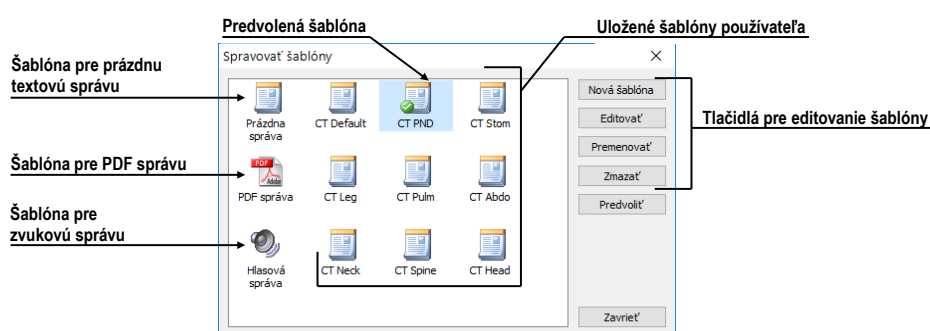 Predvolená šablóna
Uložené šablóny používateľa
Šablóna pre prázdnu
textovú správu
Šablóna pre PDF správu
Šablóna pre
zvukovú správu
Spravovať šablóny
Prázdna
správa
CT Default
CT PND
CT Stom
PDF
Adobe
PDF správa
CT Leg
CT Pulm
CT Abdo
Hlasová
správa
CT Neck
CT Spine
CT Head
Nová šablóna
Editovať
Premenovať
Zmazať
Predvoliť
Zavrieť
Tlačidlá pre editovanie šablóny